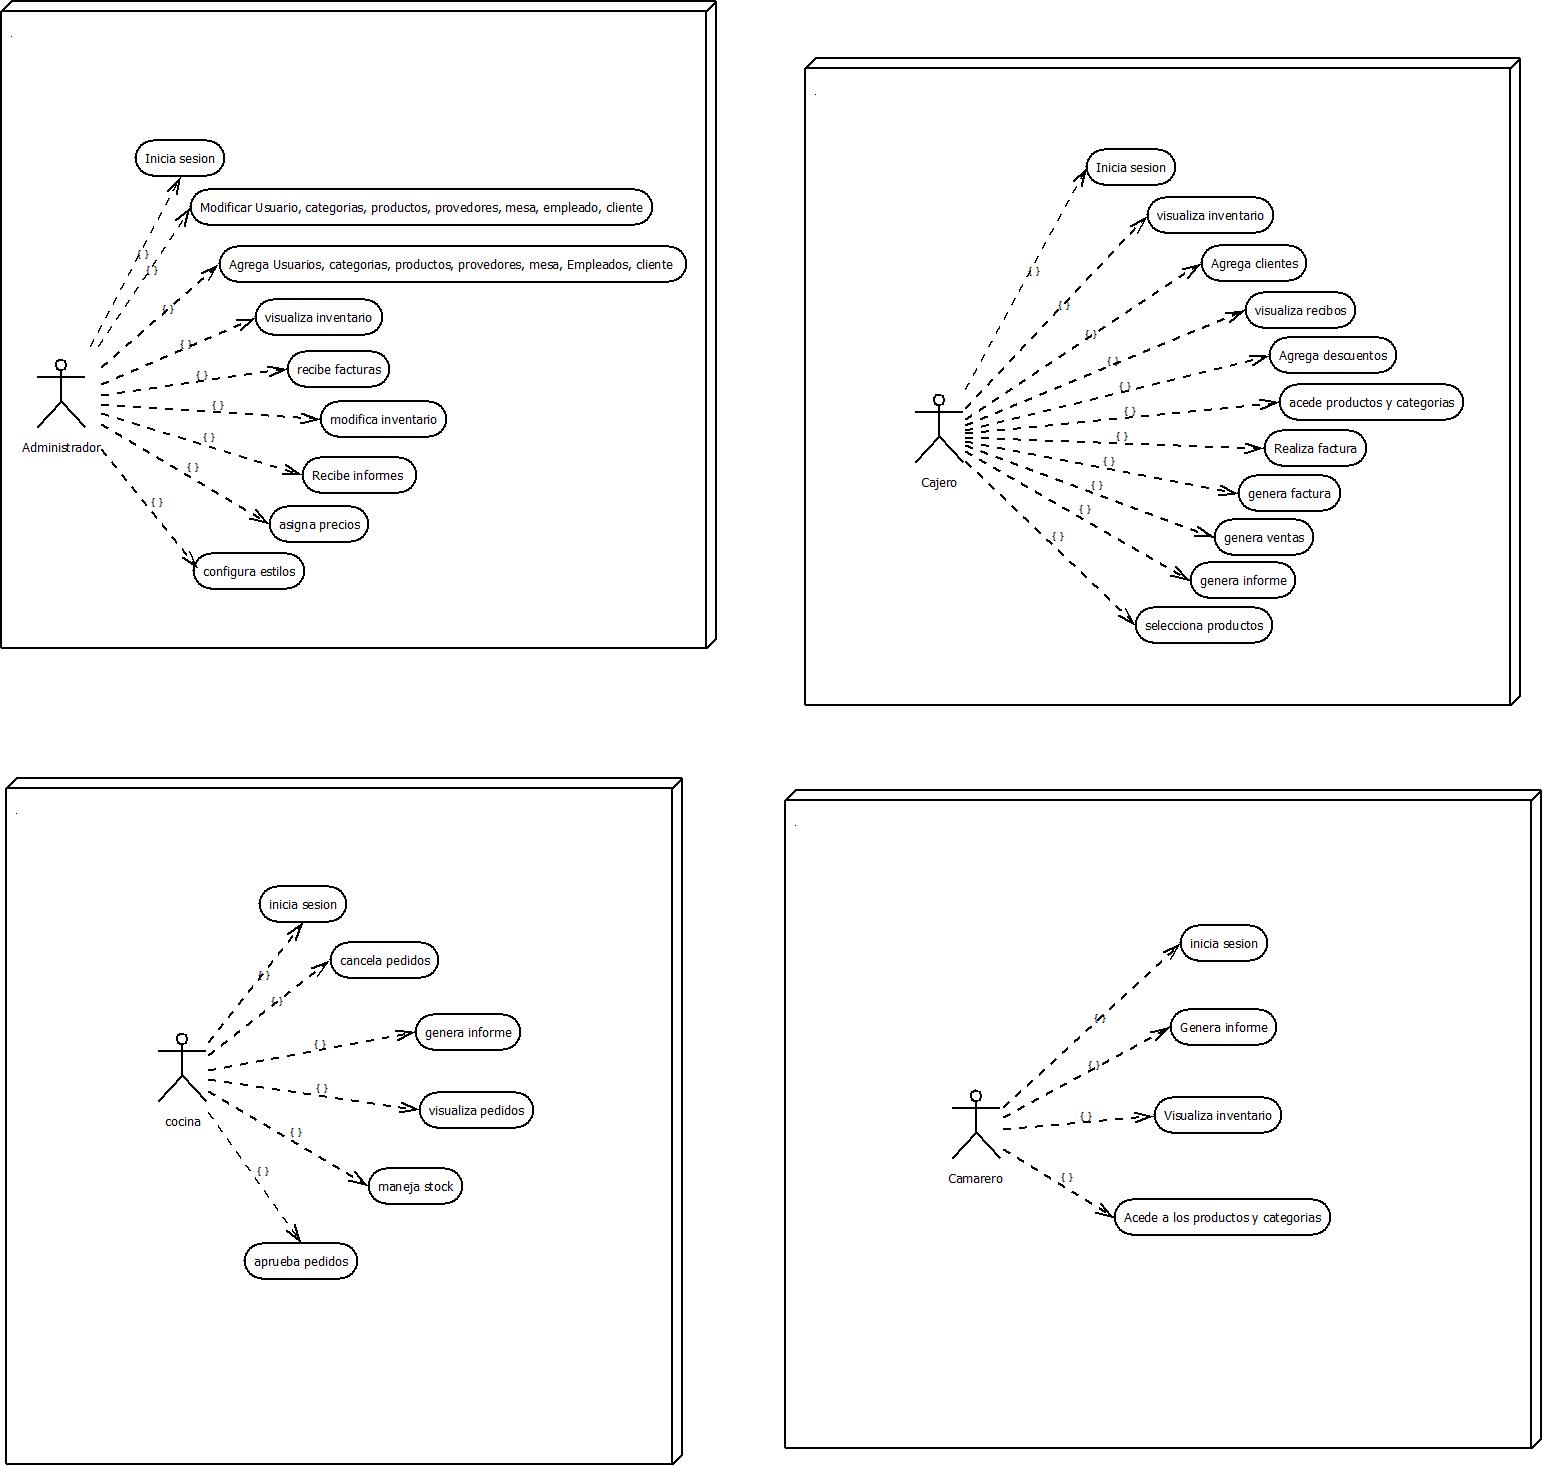 Inicia sesion
Modificar Usuario, categorias, productos, provedores, mesa, empleado, cliente
{ }
{ }
Agrega Usuarios, categorias, productos, provedores, mesa, Empleados, cliente
{ }
visualiza inventario
{ }
recibe facturas
{ }
modifica inventario
{ }
Administrador
{ }
Recibe informes
{ }
asigna precios
{ }
configura estilos
Inicia sesion
visualiza inventario
Agrega clientes
{ }
visualiza recibos
{ }
{ }
Agrega descuentos
{ }
{ }
acede productos y categorias
{ }
Realiza factura
{ }
Cajero
{ }
genera factura
{ }
{ }
genera ventas
{ }
genera informe
selecciona productos
inicia sesion
cancela pedidos
{ }
{ }
genera informe
{ }
{ }
visualiza pedidos
cocina
{ }
{ }
maneja stock
aprueba pedidos
inicia sesion
{ }
Genera informe
{ }
{ }
Visualiza inventario
Camarero
{ }
Acede a los productos y categorias